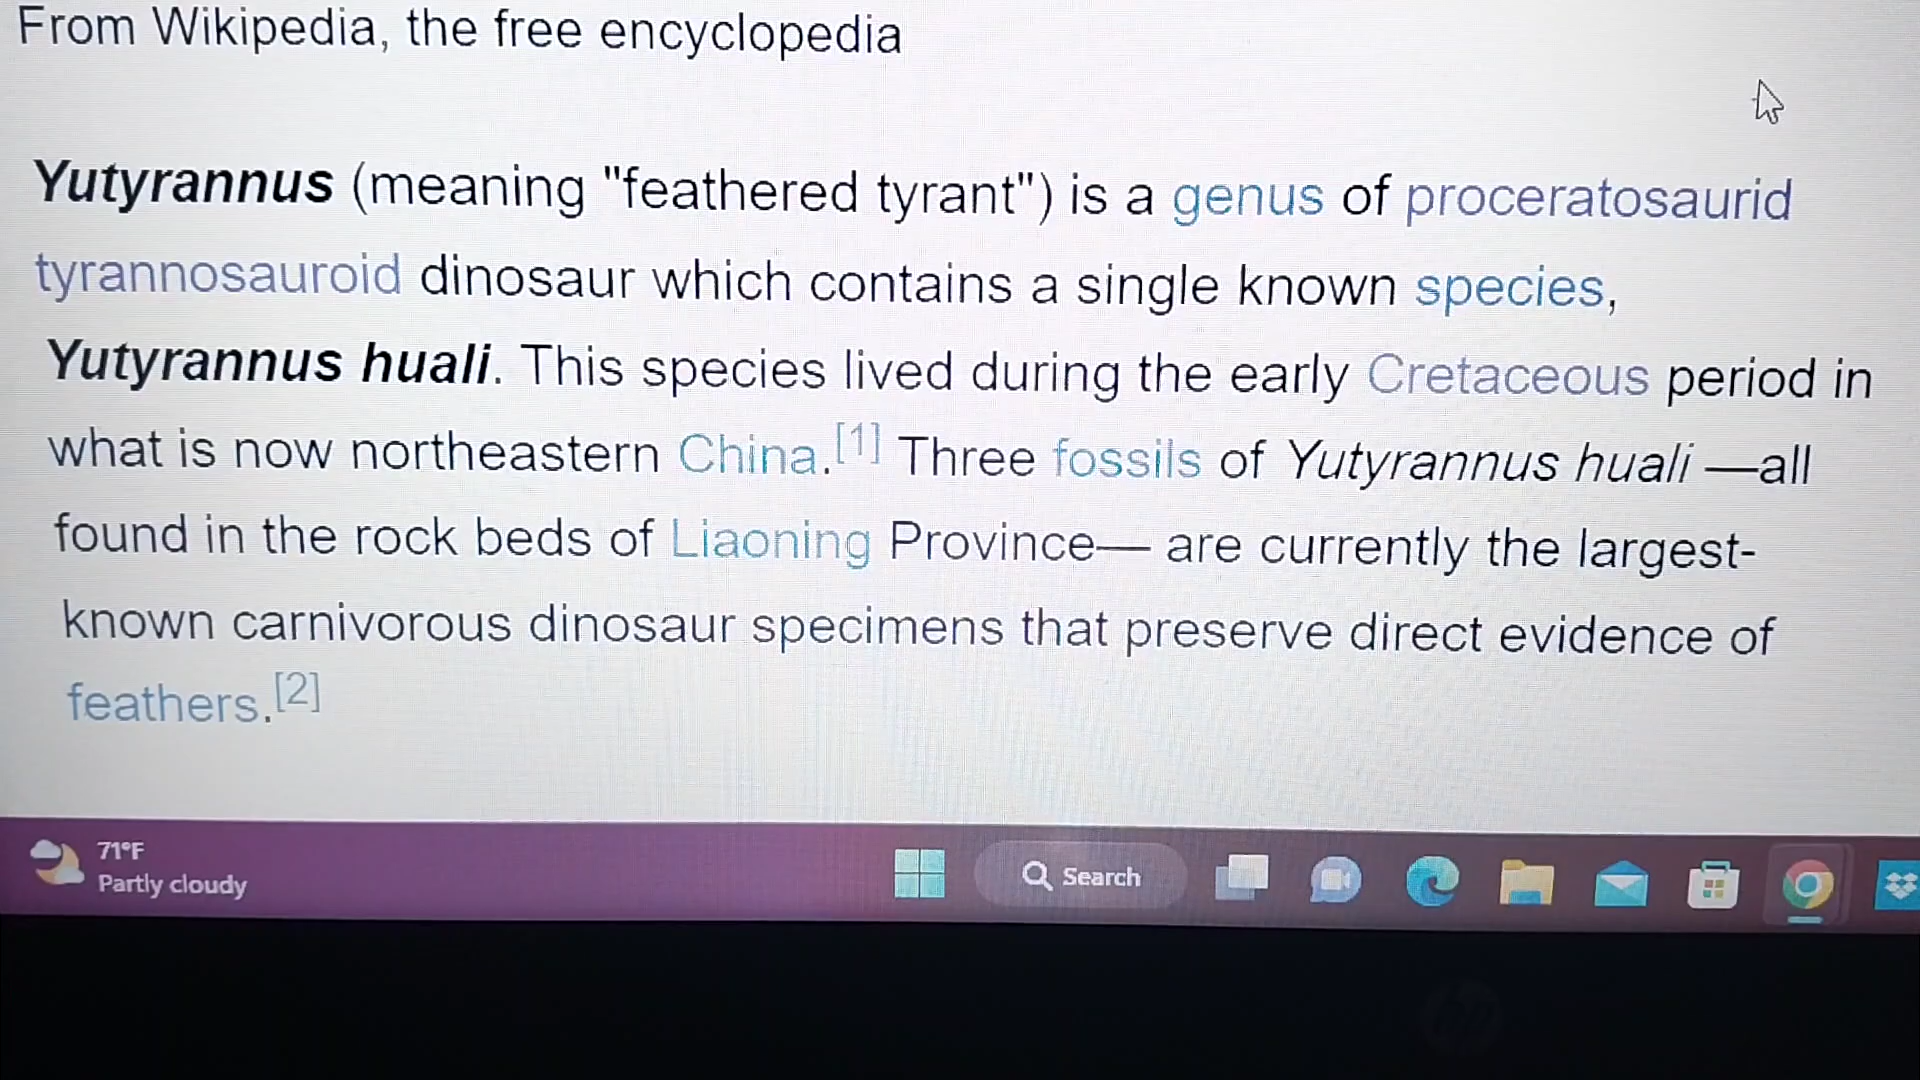 From Wikipedia, the free encyclopedia
Yutyrannus (meaning "feathered tyrant") is a genus of proceratosaurid
tyrannosauroid dinosaur which contains a single known species,
Yutyrannus huali. This species lived during the early Cretaceous period in
what is now northeastern China.[1] Three fossils of Yutyrannus huali —all
found in the rock beds of Liaoning Province— are currently the largest-
known carnivorous dinosaur specimens that preserve direct evidence of
feathers.[2]
71°F
Partly cloudy
Search
hp